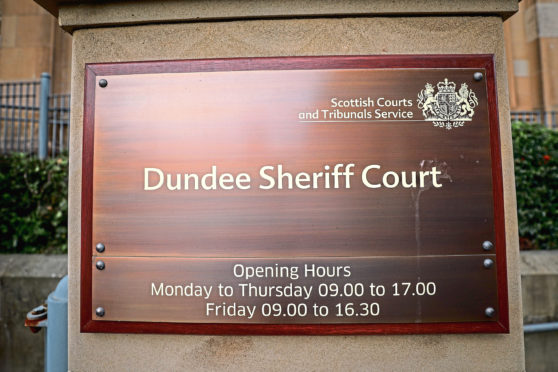 Scottish Courts
and Tribunals Service
Dundee Sheriff Court
Opening Hours
Monday to Thursday 09.00 to 17.00
Friday 09.00 to 16.30